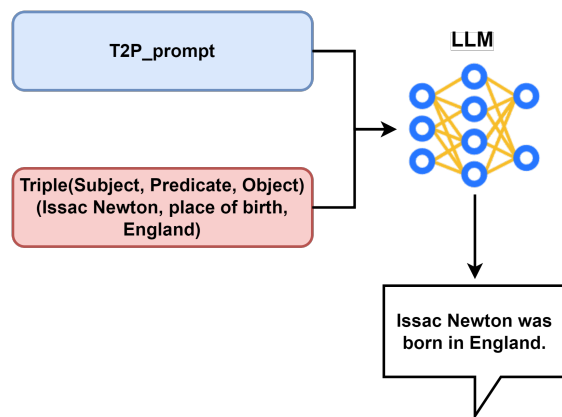 T2P_prompt
LLM
Triple(Subject, Predicate, Object)
(Issac Newton, place of birth,
England)
Issac Newton was
born in England.